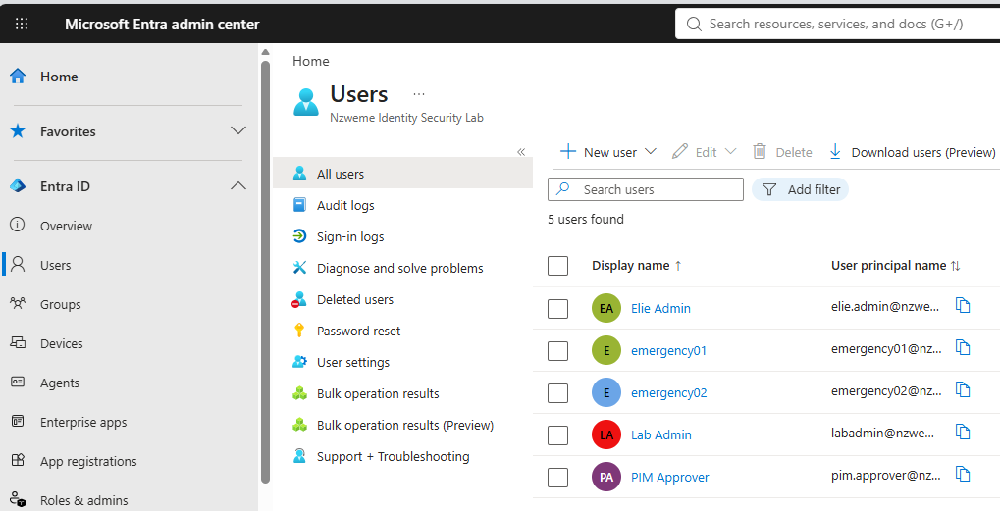 Microsoft Entra admin center
Search resources, services, and docs (G+/)
Home
Favorites
Entra ID
Overview
Users
Groups
Devices
Agents
Enterprise apps
App registrations
Roles & admins
Home
Users ...
Nzweme Identity Security Lab
«
All users
Audit logs
Sign-in logs
Diagnose and solve problems
Deleted users
Password reset
User settings
Bulk operation results
Bulk operation results (Preview)
Support + Troubleshooting
New user Edit Delete Download users (Preview)
Search users Add filter
5 users found
Display name ↑ User principal name ↑↓
EA Elie Admin elie.admin@nzwe...
E emergency01 emergency01@nz...
E emergency02 emergency02@nz...
LA Lab Admin labadmin@nzwe...
PA PIM Approver pim.approver@nz...